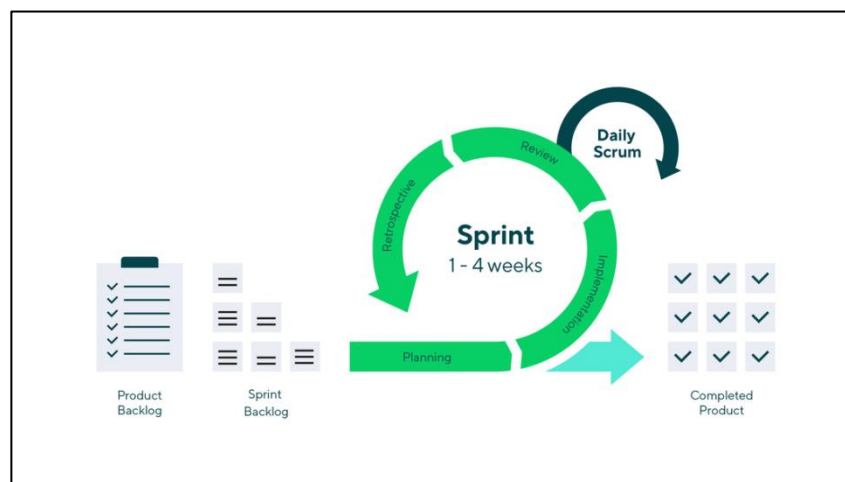 Product
Backlog
Sprint
Backlog
Planning
Implementation
Review
Retrospective
Sprint
1 - 4 weeks
Daily
Scrum
Completed
Product